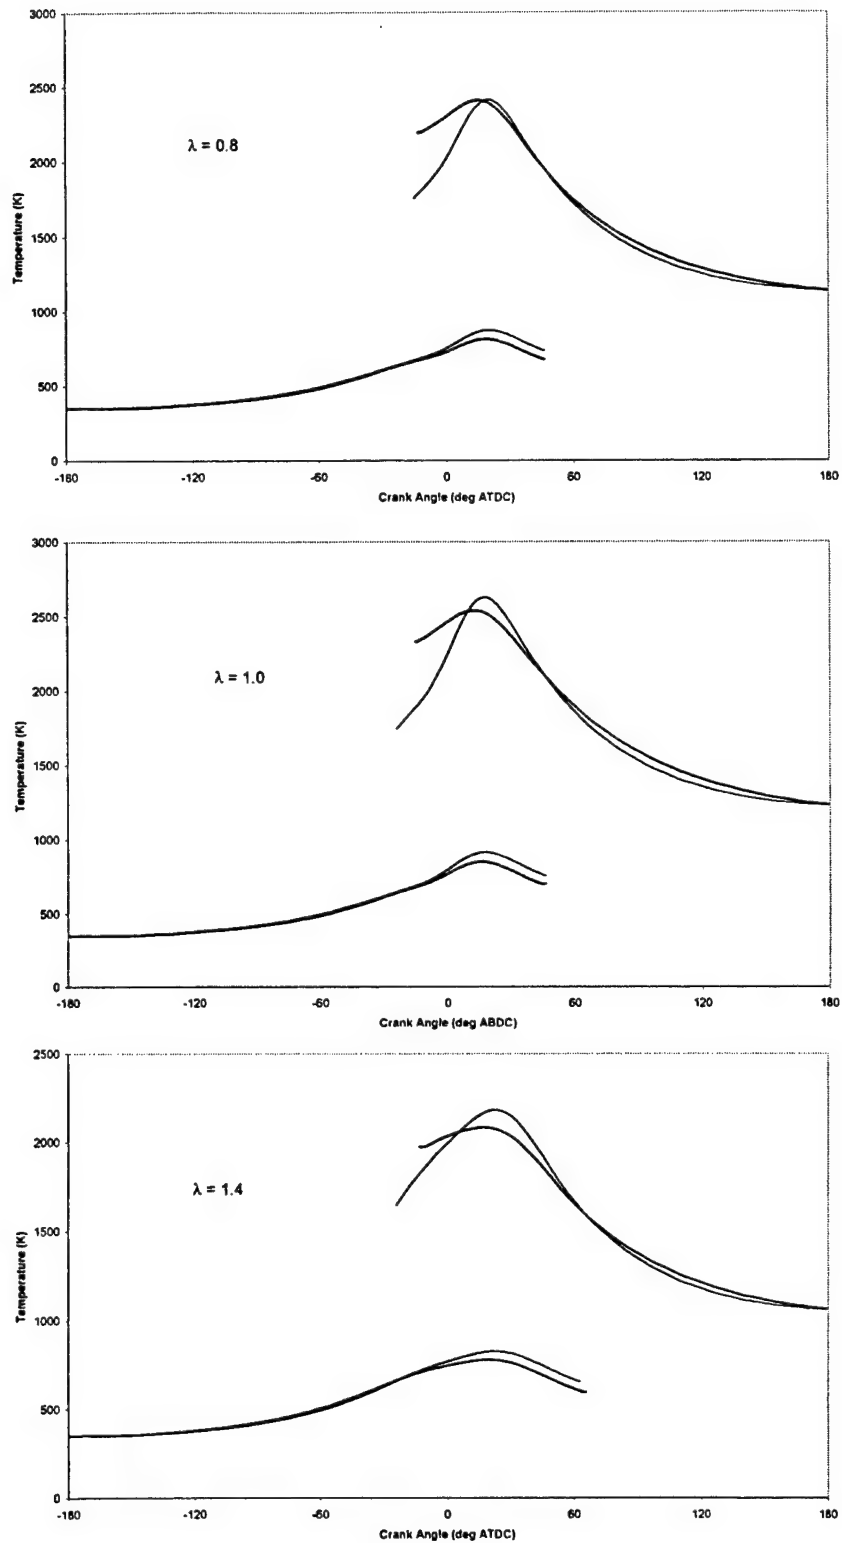 3000
2500
λ = 0.8
2000
Temperature (K)
1500
1000
500
0
-180 -120 -60 0 60 120 180
Crank Angle (deg ATDC)
3000
2500
λ = 1.0
2000
Temperature (K)
1500
1000
500
0
-180 -120 -60 0 60 120 180
Crank Angle (deg ABDC)
2500
2000
λ = 1.4
1500
Temperature (K)
1000
500
0
-180 -120 -60 0 60 120 180
Crank Angle (deg ATDC)